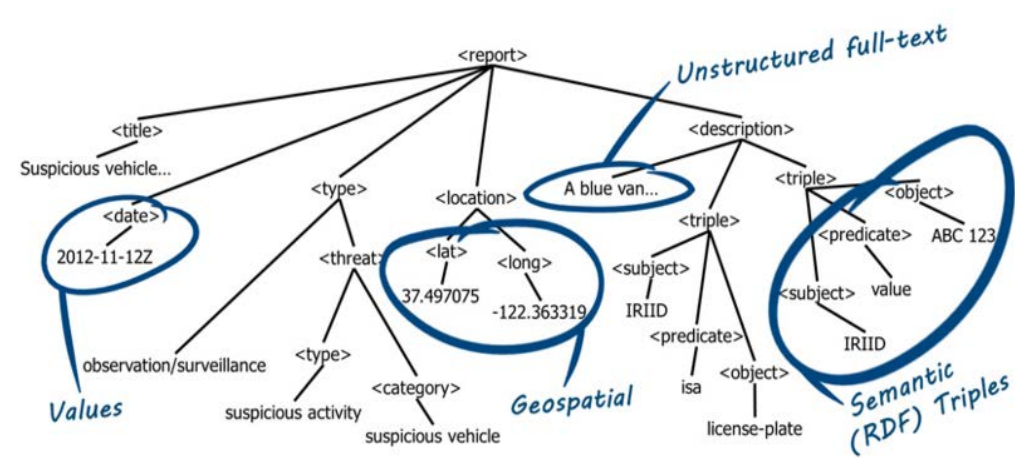 <report>
Unstructured full-text
<title>
<description>
Suspicious vehicle...
<type>
<location>
A blue van...
<triple>
<object>
<date>
<triple>
2012-11-12Z
<threat>
<lat>
<long>
<subject>
<predicate>
ABC 123
37.497075
-122.363319
IRIID
<subject>
value
<predicate>
IRIID
observation/surveillance
<type>
<category>
isa
<object>
Values
suspicious activity
suspicious vehicle
Geospatial
license-plate
Semantic
(RDF) Triples